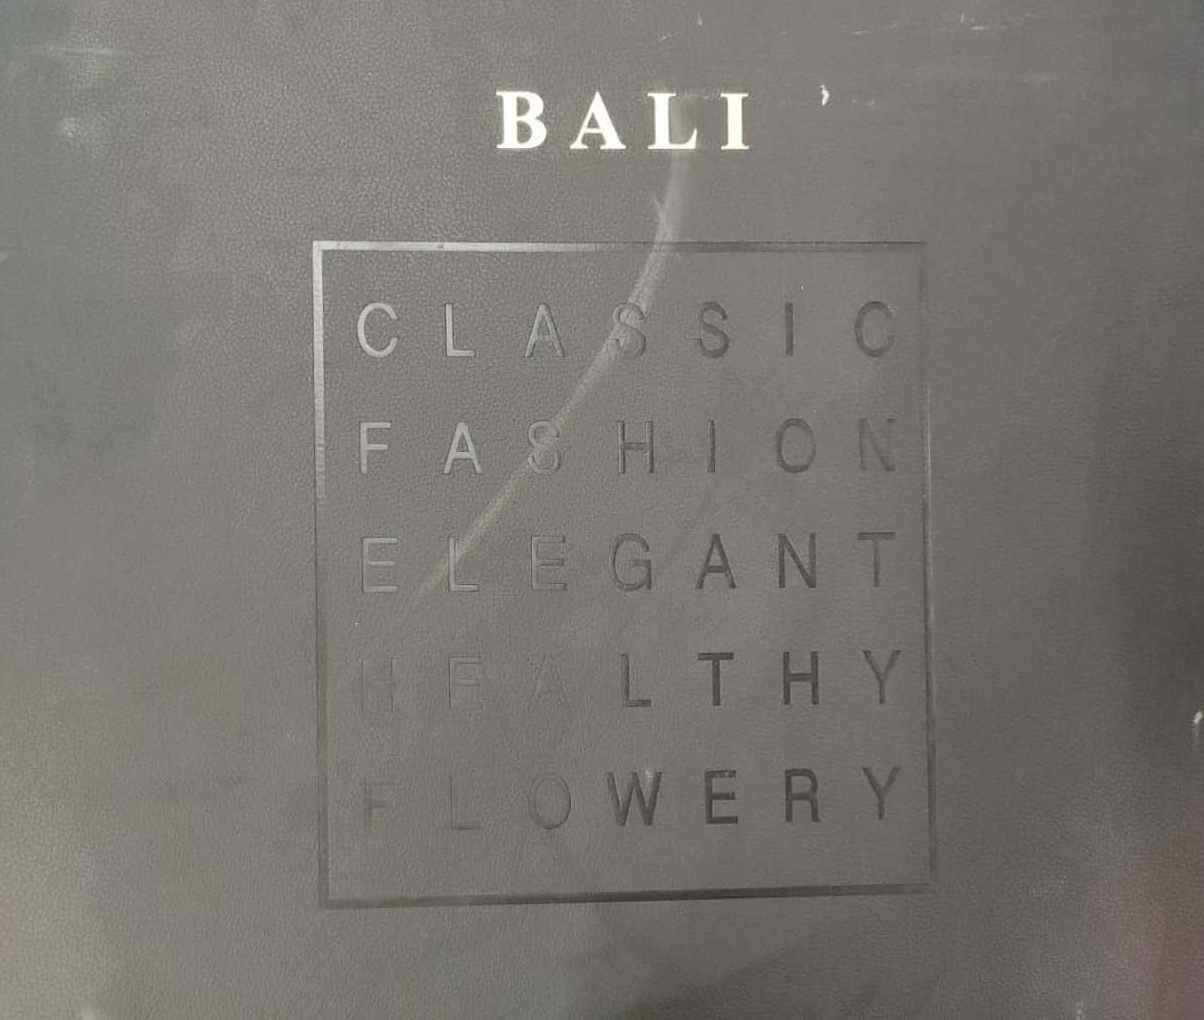 BALI
CLASSIC
FASHION
ELEGANT
HEALTHY
FLOWERY